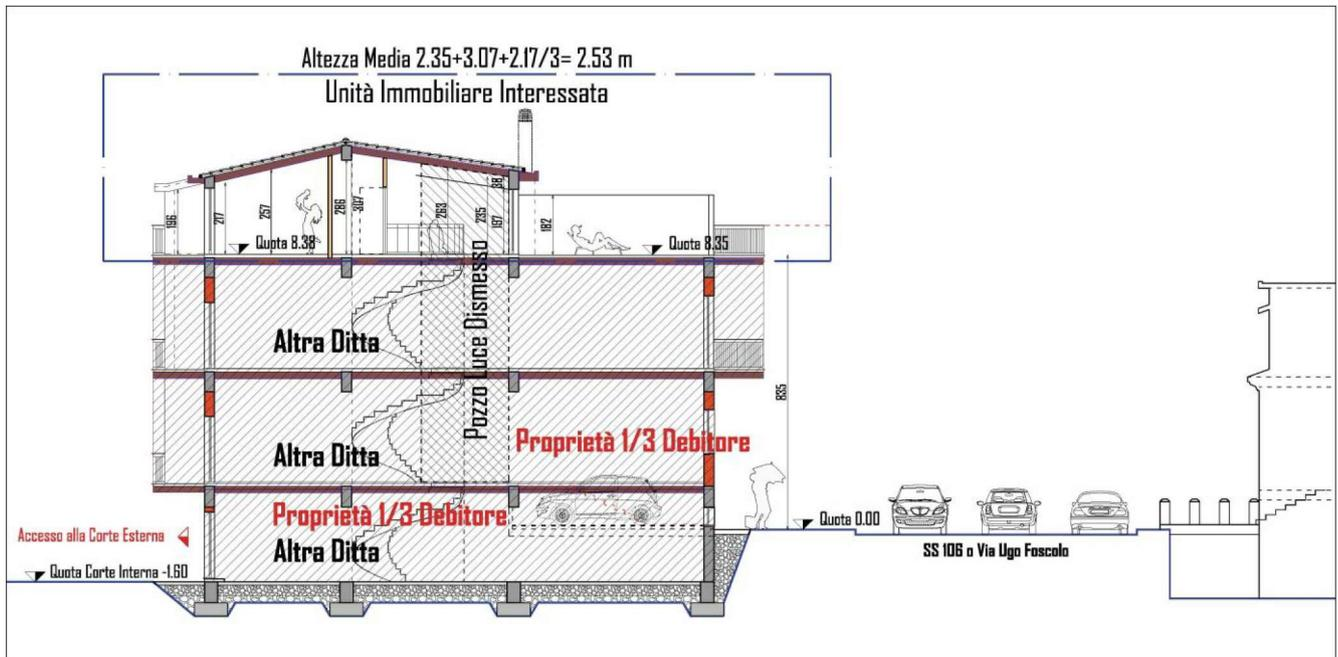 Altezza Media 2.35+3.07+2.17/3= 2.53 m
Unità Immobiliare Interessata
196
217
257
286
307
263
235
197
38
182
Quota 8.38
Quota 8.35
Pozzo Luce Dismesso
Altra Ditta
835
Altra Ditta
Proprietà 1/3 Debitore
Proprietà 1/3 Debitore
Altra Ditta
Accesso alla Corte Esterna
Quota Corte Interna -1.60
Quota 0.00
SS 106 o Via Ugo Foscolo